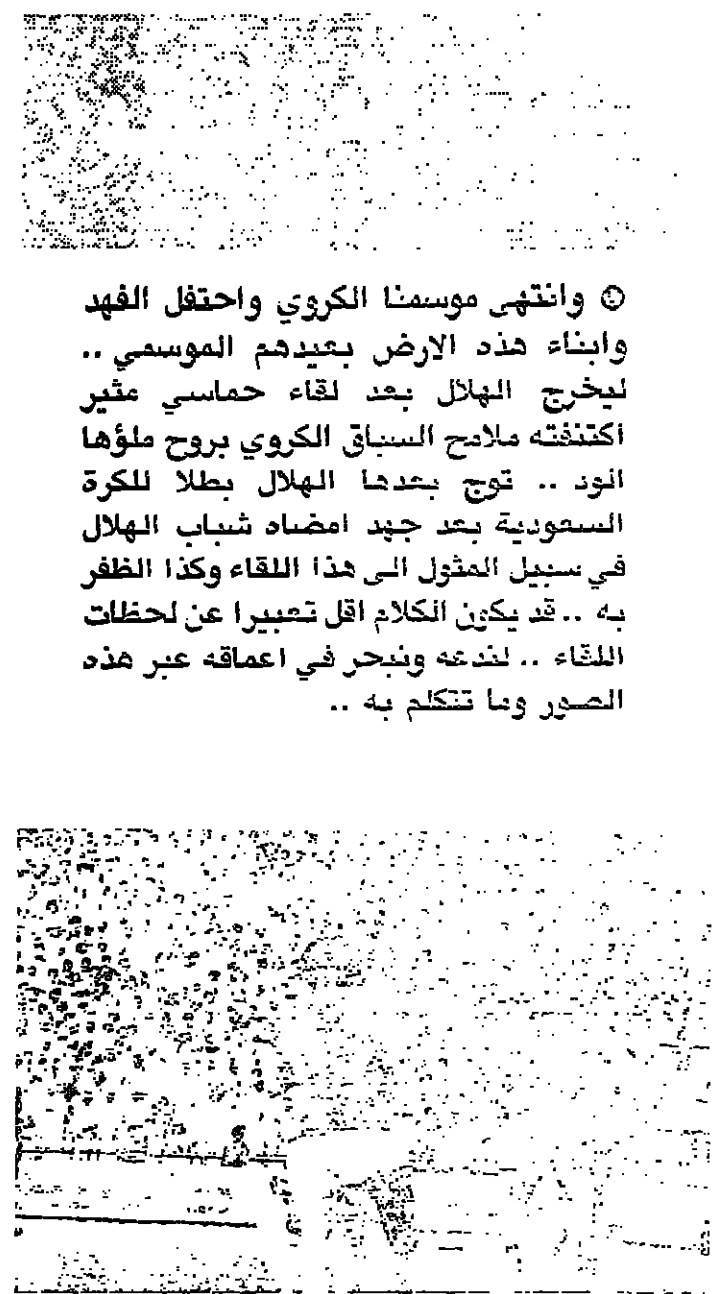 وانتهى موسمنا الكروي واحتفل الفهد
وابناء هذه الارض بعيدهم الموسمي ..
ليخرج الهلال بعد لقاء حماسي مثير
اكتنفته ملامح السباق الكروي بروح ملؤها
الود .. توج بعدها الهلال بطلا للكرة
السعودية بعد جهد امضاه شباب الهلال
في سبيل المثول الى هذا اللقاء وكذا الظفر
به .. قد يكون الكلام اقل تعبيرا عن لحظات
اللقاء .. لندعه ونبحر في اعماقه عبر هذه
الصور وما تتكلم به ..